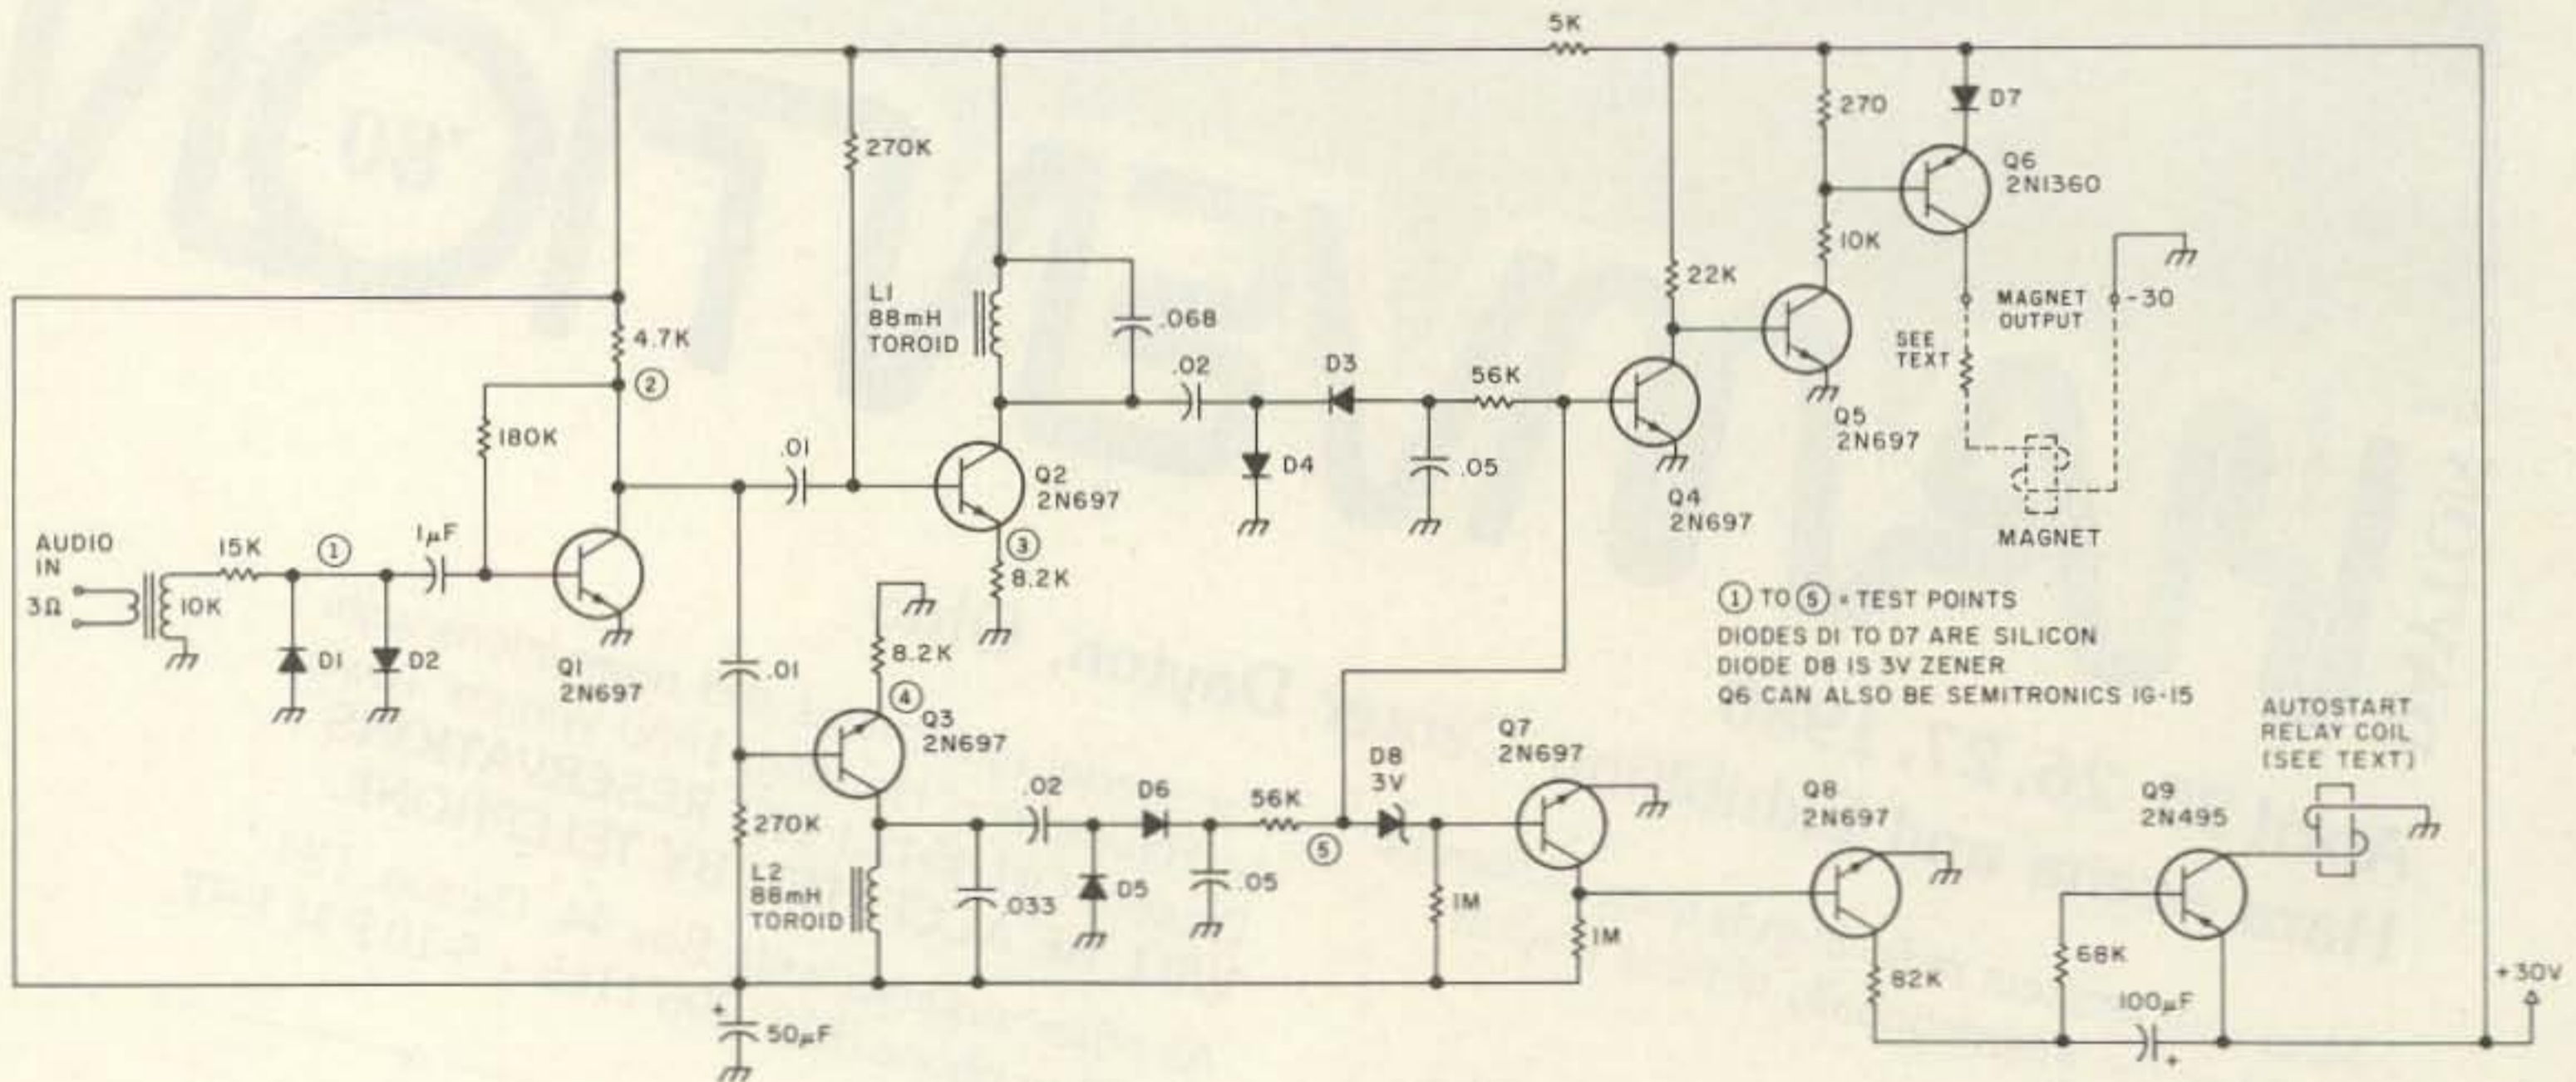 5K
270K
270
D7
Q6
2N1360
10K
22K
L1
88mH
TOROID
.068
SEE
TEXT
MAGNET
OUTPUT
-30
4.7K
2
.02
D3
56K
180K
.01
Q2
2N697
D4
.05
Q5
2N697
Q4
2N697
MAGNET
AUDIO
IN
3Ω
10K
15K
1
1µF
D1
D2
Q1
2N697
3
8.2K
8.2K
4
.01
Q3
2N697
1 TO 5 = TEST POINTS
DIODES D1 TO D7 ARE SILICON
DIODE D8 IS 3V ZENER
Q6 CAN ALSO BE SEMITRONICS IG-15
AUTOSTART
RELAY COIL
(SEE TEXT)
Q7
2N697
D8
3V
Q8
2N697
Q9
2N495
270K
.02
D6
56K
5
L2
88mH
TOROID
.033
D5
.05
1M
1M
82K
68K
100µF
+
+30V
+
50µF
Dayton,
RESERVATIONS
BY TELEPHONE